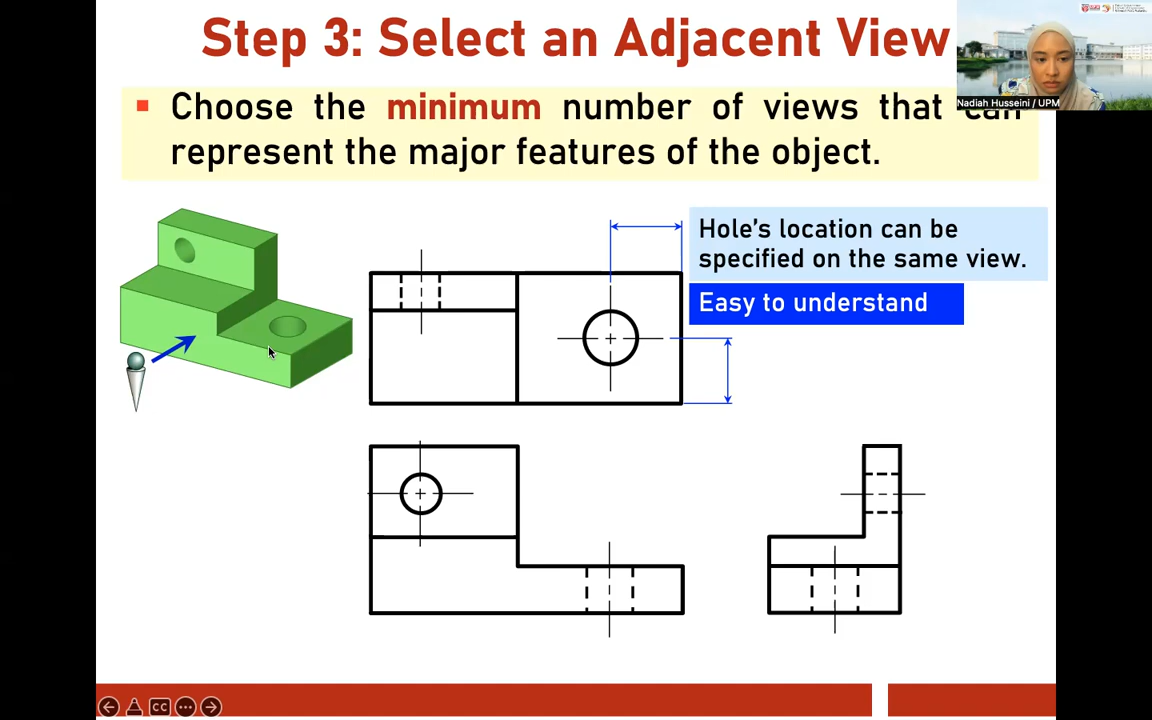 Step 3: Select an Adjacent View
Nadiah Husseini / UPM
▪ Choose the minimum number of views that can
represent the major features of the object.
Hole's location can be
specified on the same view.
Easy to understand
CC